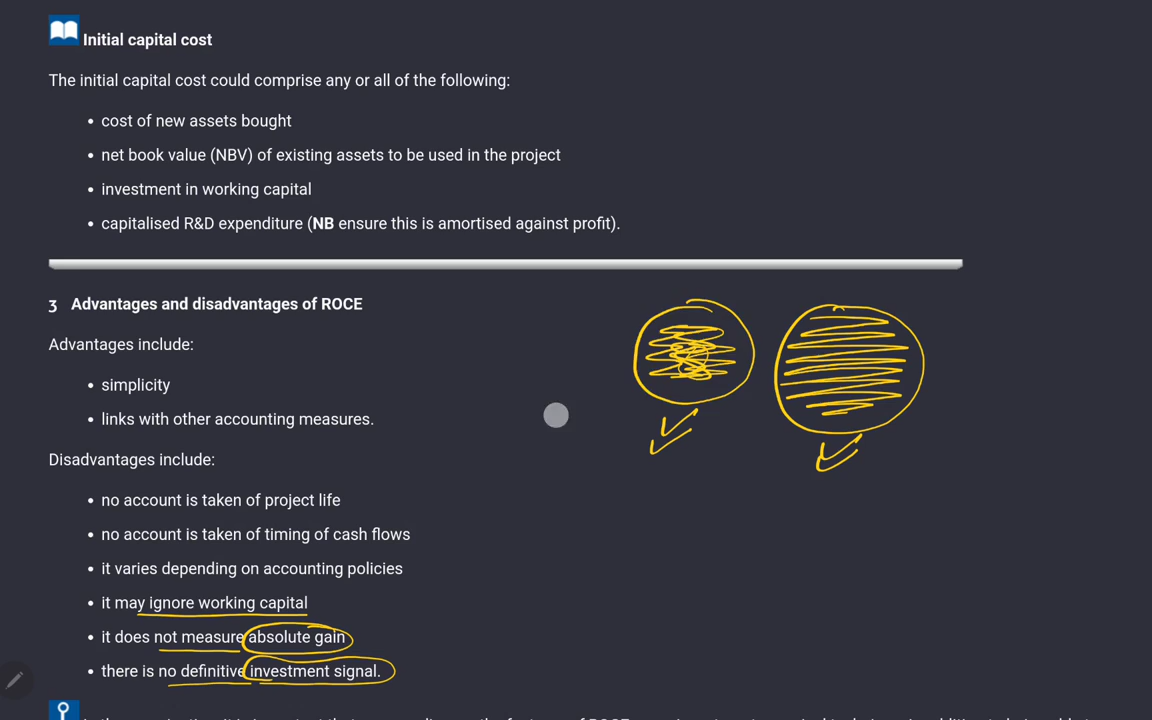 Initial capital cost
The initial capital cost could comprise any or all of the following:
• cost of new assets bought
• net book value (NBV) of existing assets to be used in the project
• investment in working capital
• capitalised R&D expenditure (NB ensure this is amortised against profit).
3 Advantages and disadvantages of ROCE
Advantages include:
• simplicity
• links with other accounting measures.
Disadvantages include:
• no account is taken of project life
• no account is taken of timing of cash flows
• it varies depending on accounting policies
• it may ignore working capital
• it does not measure absolute gain
• there is no definitive investment signal.